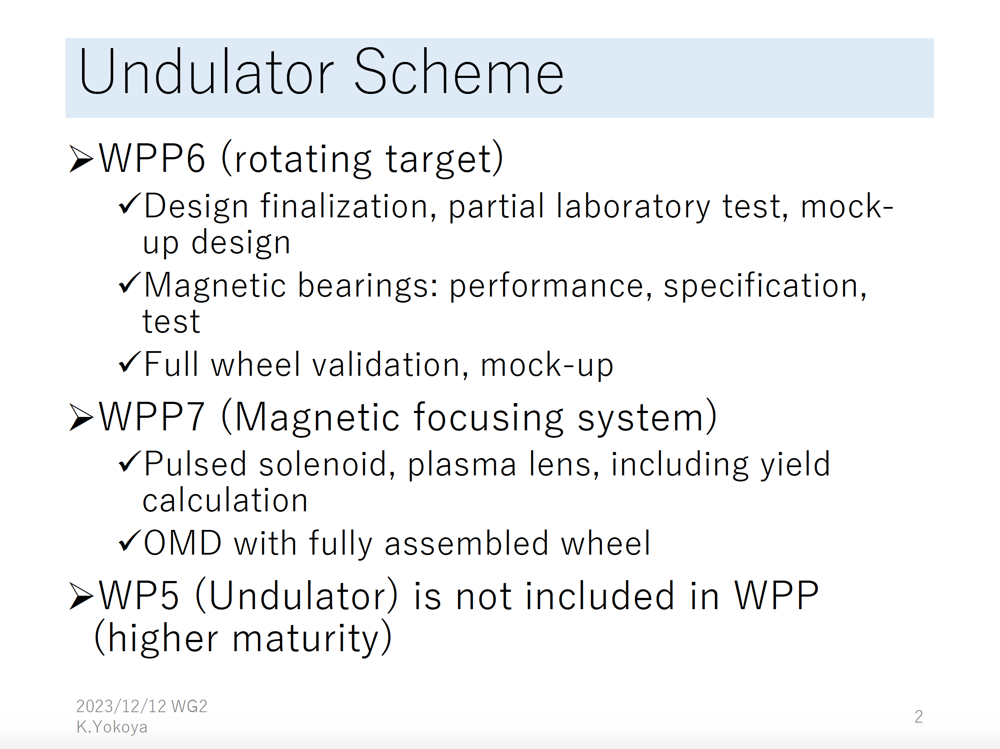 Undulator Scheme
➢WPP6 (rotating target)
✓Design finalization, partial laboratory test, mock-
up design
✓Magnetic bearings: performance, specification,
test
✓Full wheel validation, mock-up
➢WPP7 (Magnetic focusing system)
✓Pulsed solenoid, plasma lens, including yield
calculation
✓OMD with fully assembled wheel
➢WP5 (Undulator) is not included in WPP
(higher maturity)
2023/12/12 WG2
K.Yokoya
2